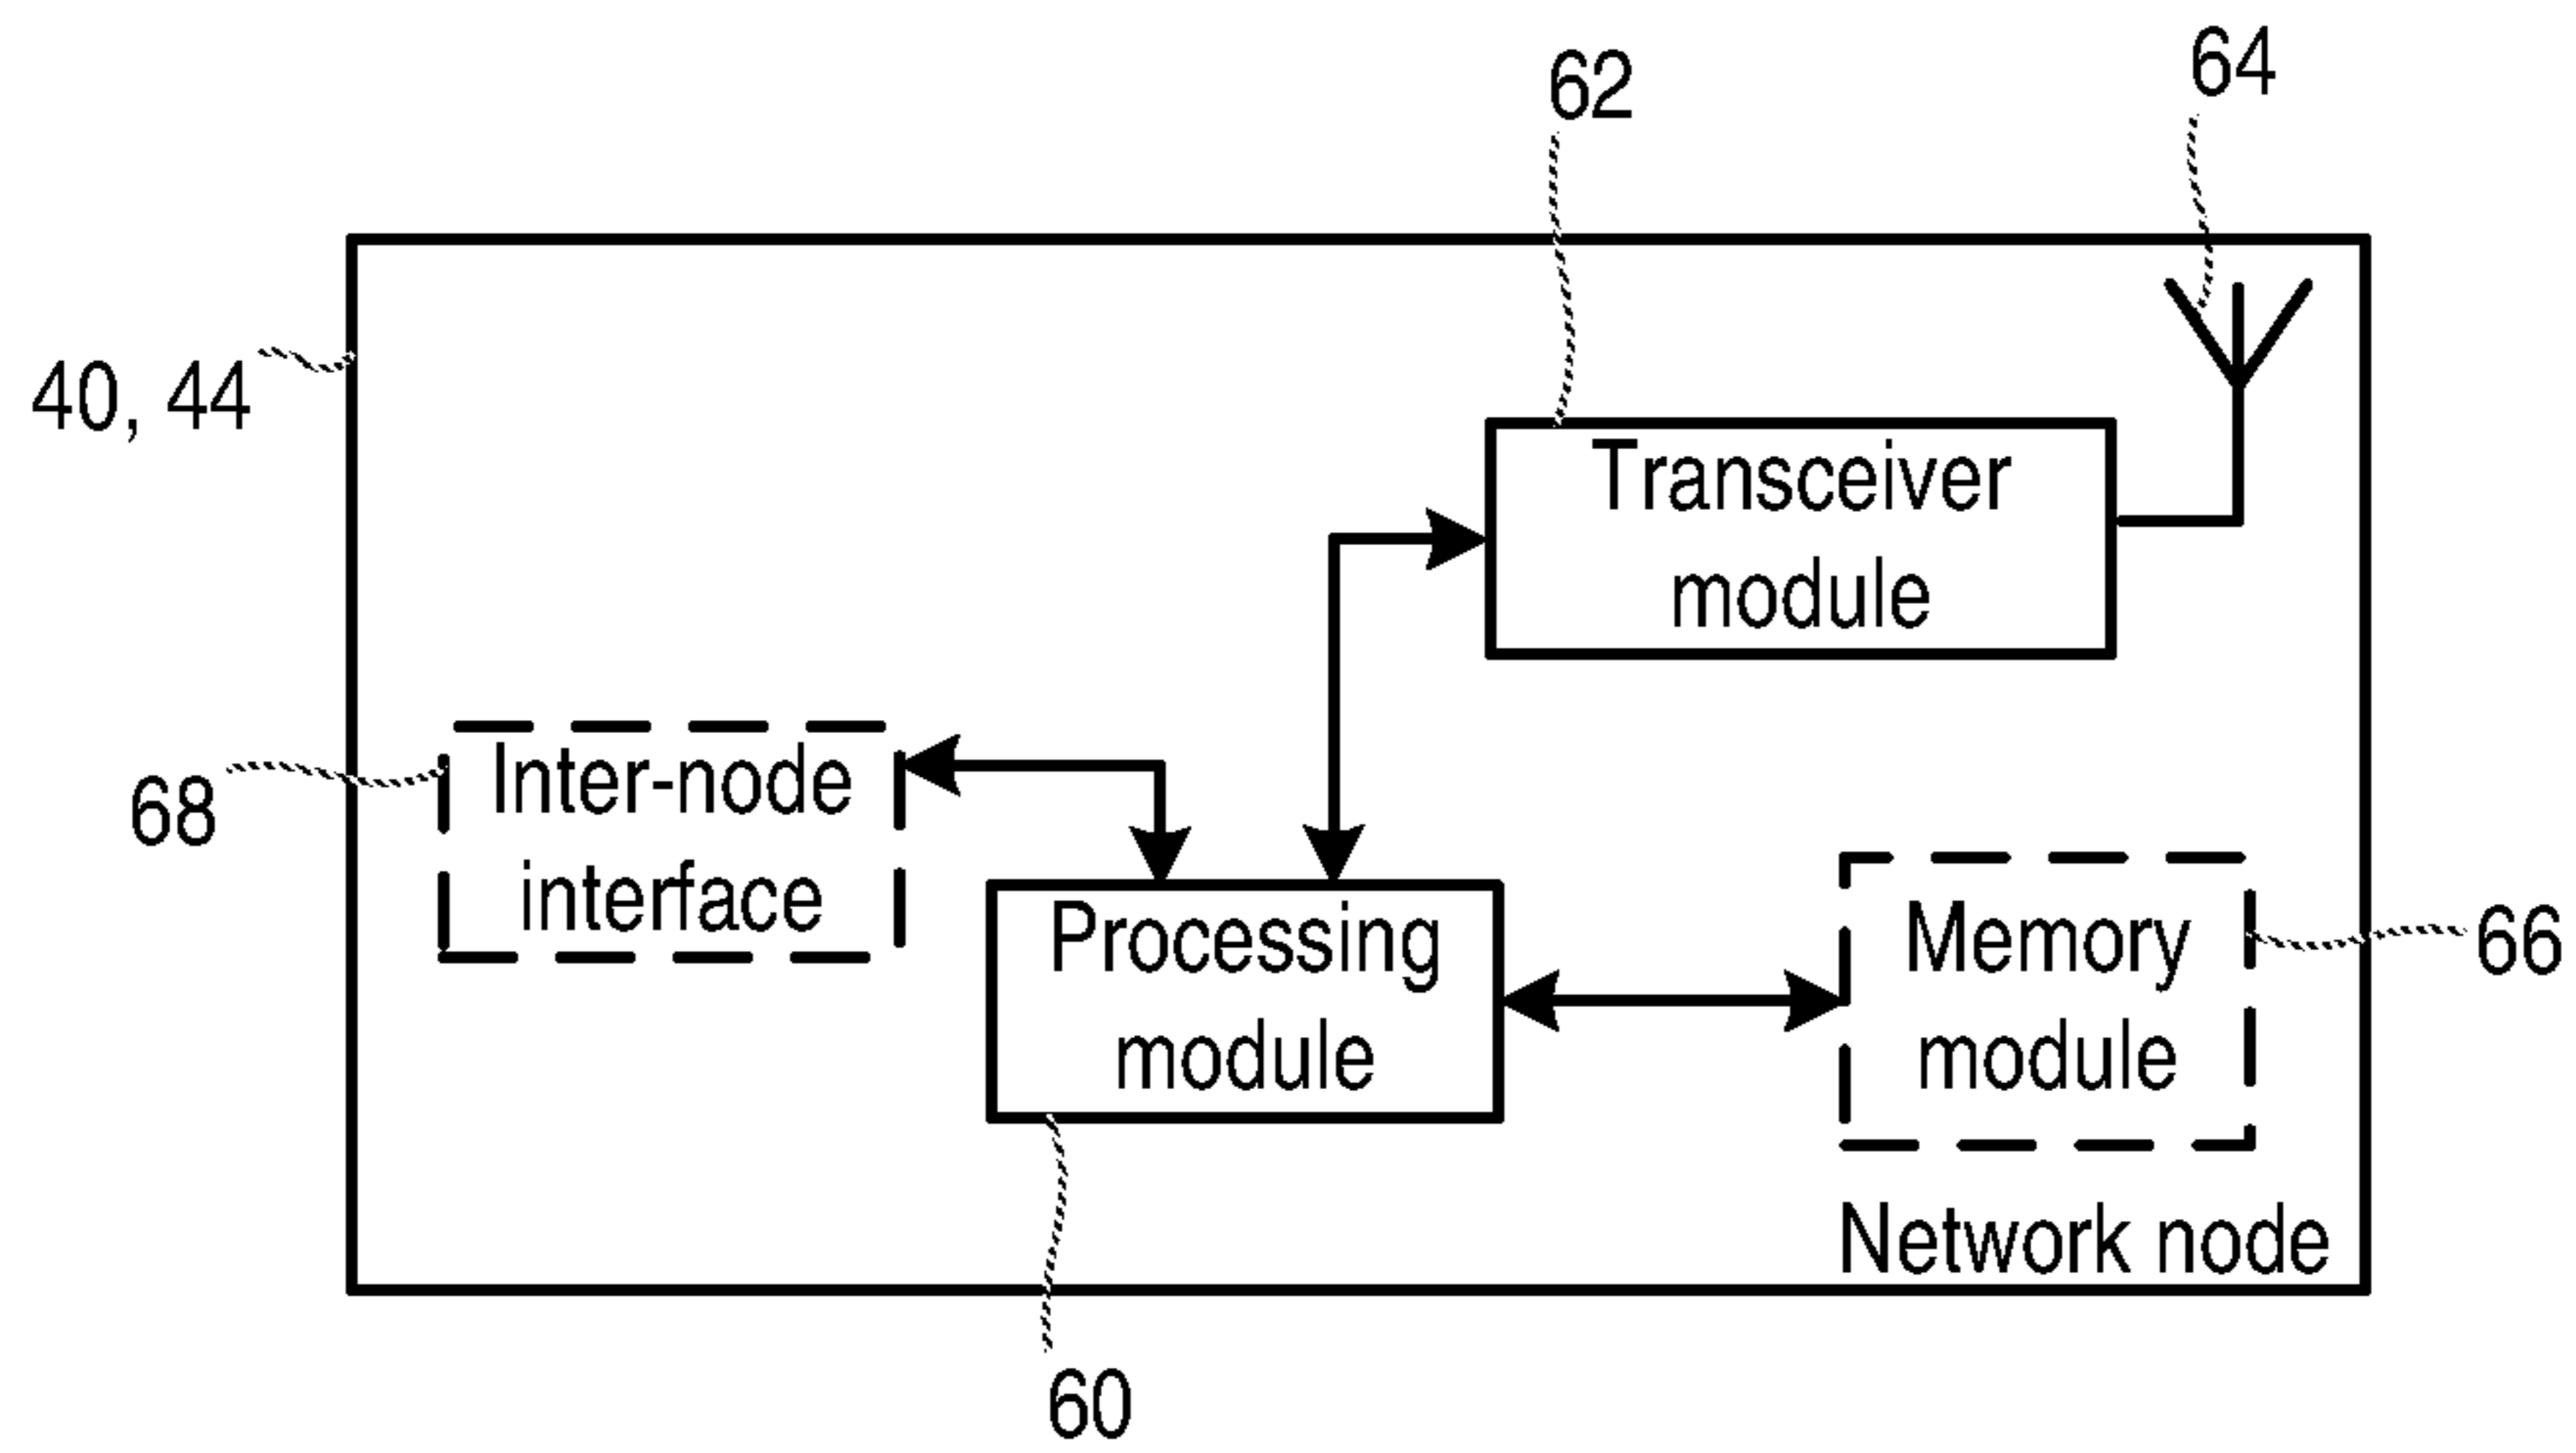 64
62
40, 44
Transceiver
module
68
Inter-node
interface
Processing
module
Memory
module
66
Network node
60